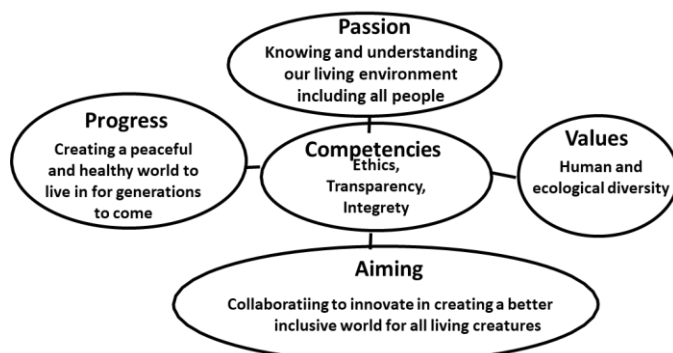 Passion
Knowing and understanding
our living environment
including all people
Progress
Creating a peaceful
and healthy world to
live in for generations
to come
Competencies
Ethics,
Transparency,
Integrety
Values
Human and
ecological diversity
Aiming
Collaboratiing to innovate in creating a better
inclusive world for all living creatures